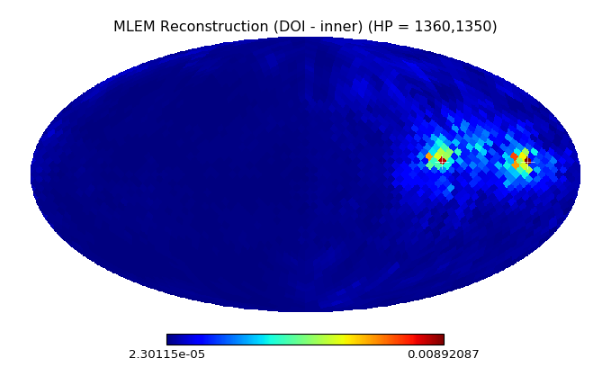 MLEM Reconstruction (DOI - inner) (HP = 1360,1350)
2.30115e-05 0.00892087